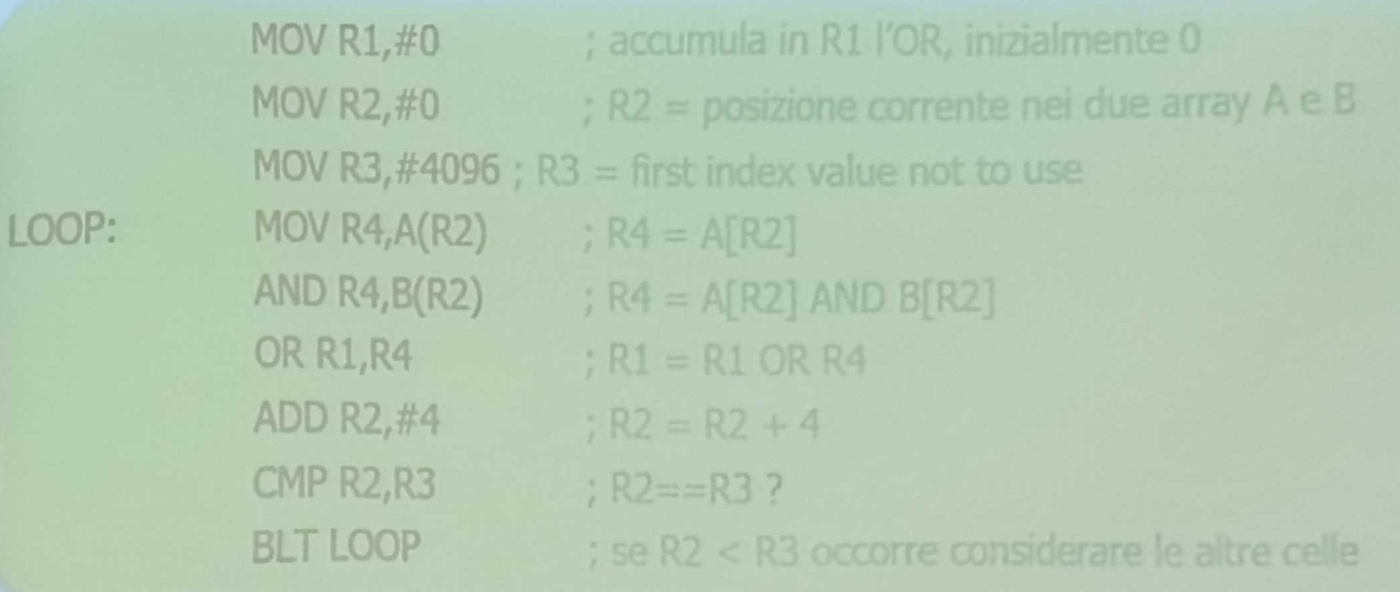 MOV R1,#0 ; accumula in R1 l'OR, inizialmente 0
MOV R2,#0 ; R2 = posizione corrente nei due array A e B
MOV R3,#4096 ; R3 = first index value not to use
LOOP: MOV R4,A(R2) ; R4 = A[R2]
AND R4,B(R2) ; R4 = A[R2] AND B[R2]
OR R1,R4 ; R1 = R1 OR R4
ADD R2,#4 ; R2 = R2 + 4
CMP R2,R3 ; R2==R3 ?
BLT LOOP ; se R2 < R3 occorre considerare le altre celle